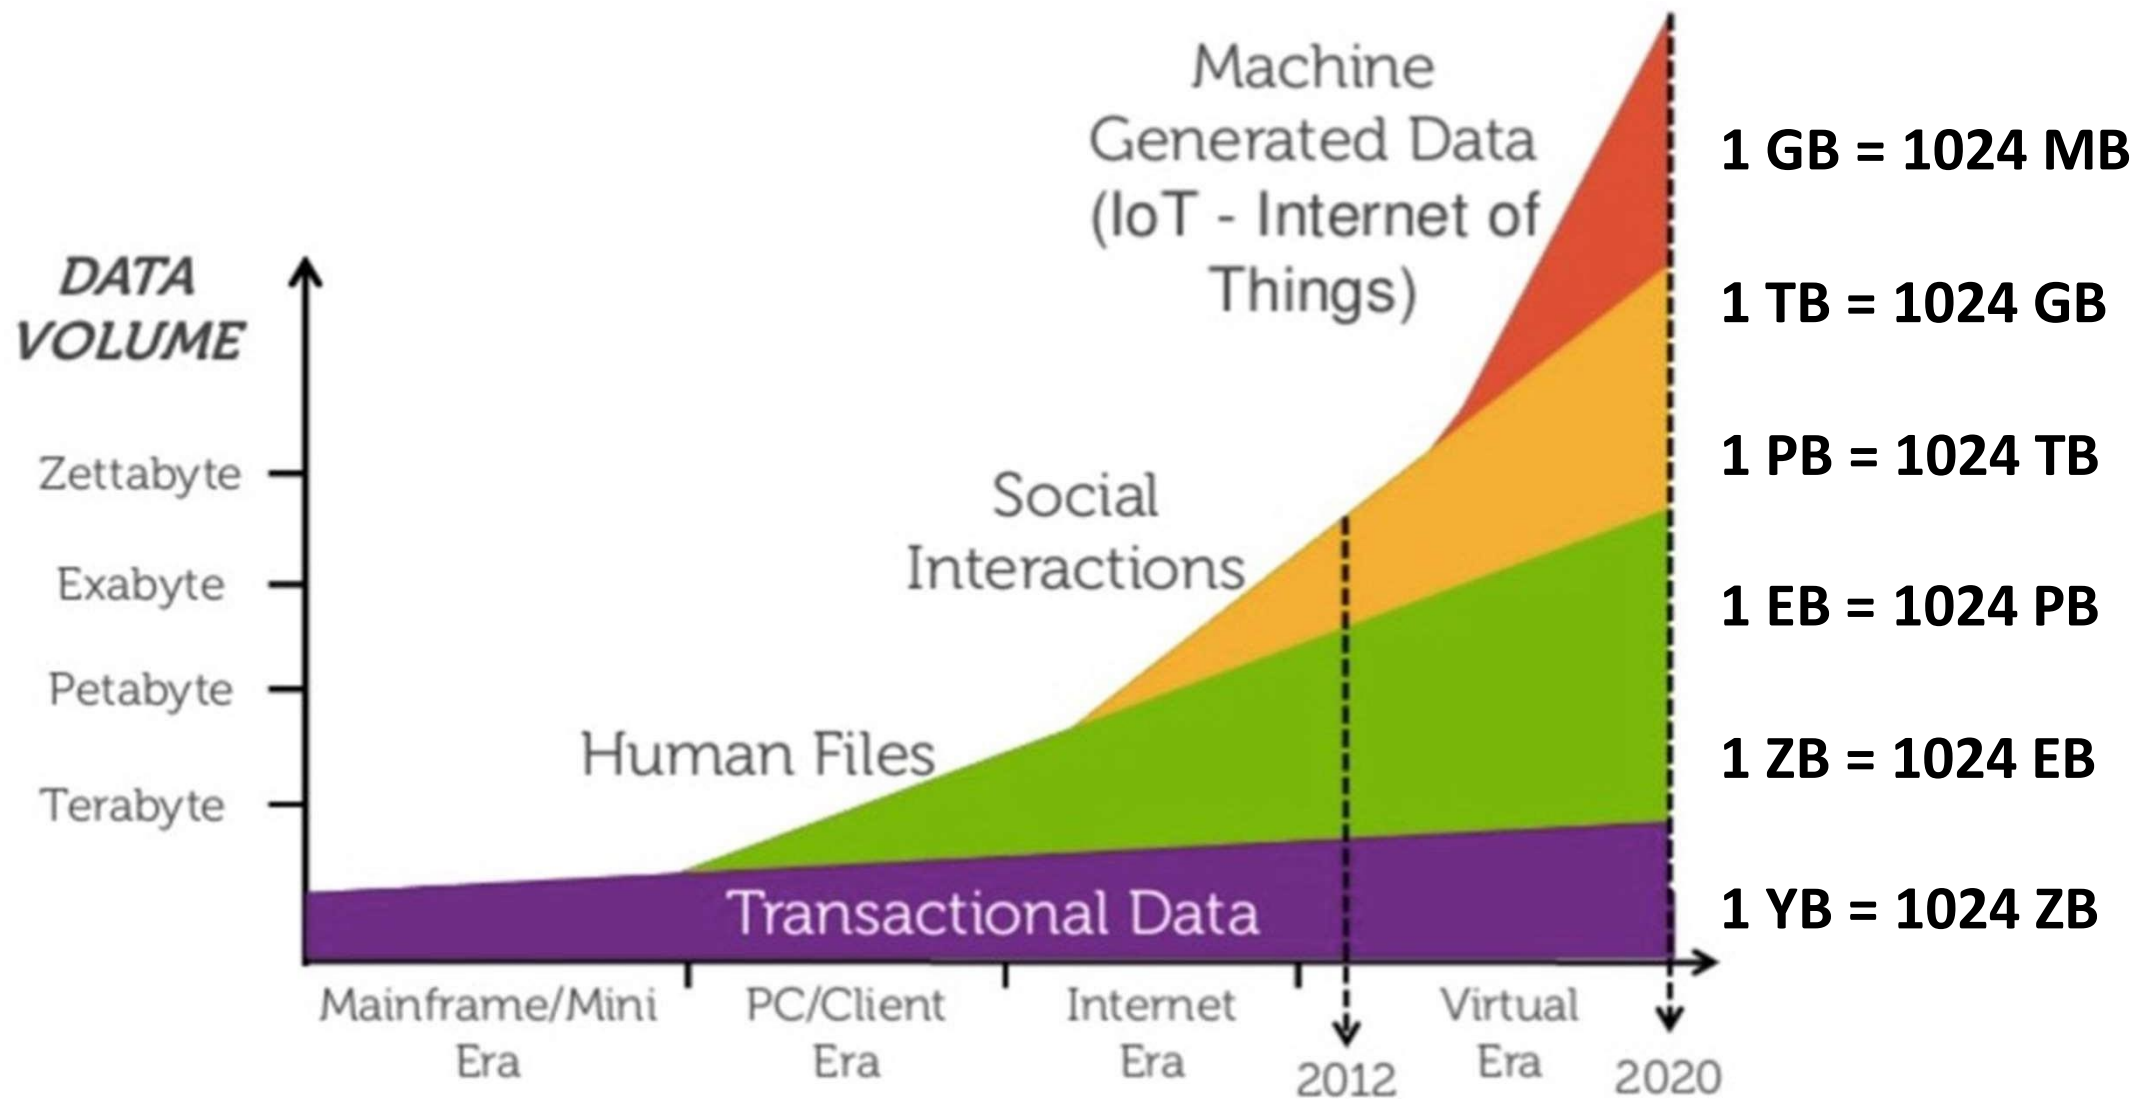 Machine
Generated Data
(IoT - Internet of
Things)
DATA
VOLUME
Zettabyte
Exabyte
Petabyte
Terabyte
Social
Interactions
Human Files
Transactional Data
Mainframe/Mini
Era
PC/Client
Era
Internet
Era
2012
Virtual
Era
2020
1 GB = 1024 MB
1 TB = 1024 GB
1 PB = 1024 TB
1 EB = 1024 PB
1 ZB = 1024 EB
1 YB = 1024 ZB